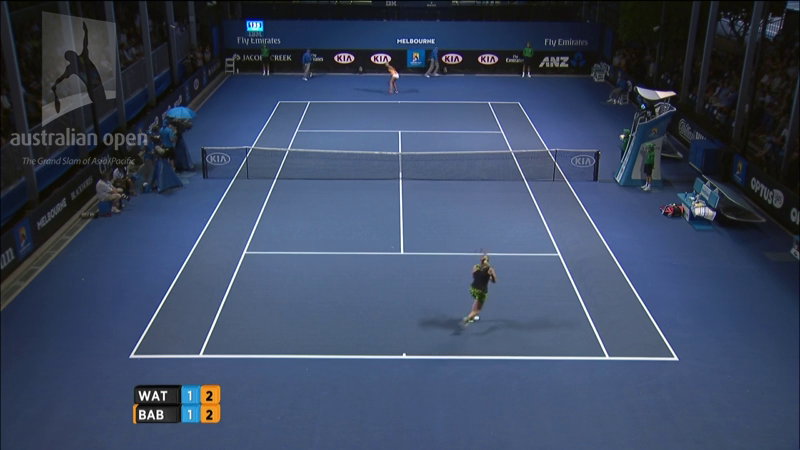 IBM
Fly Emirates
MELBOURNE
Fly Emirates
JACOB'S CREEK
KIA
KIA
KIA
KIA
ANZ
australian open
The Grand Slam of Asia/Pacific
KIA
KIA
OPTUS
MELBOURNE
WAT 1 2
BAB 1 2